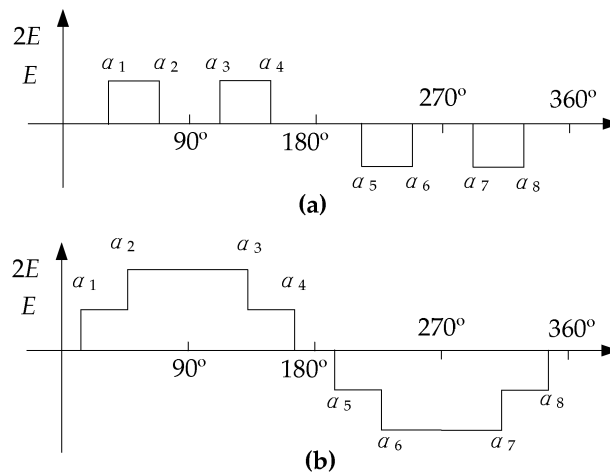 2E
α 1 α 2 α 3 α 4
E
270º 360º
90º 180º
α 5 α 6 α 7 α 8
(a)
α 2 α 3
2E α 1 α 4
E
270º 360º
90º 180º
α 5 α 8
α 6 α 7
(b)